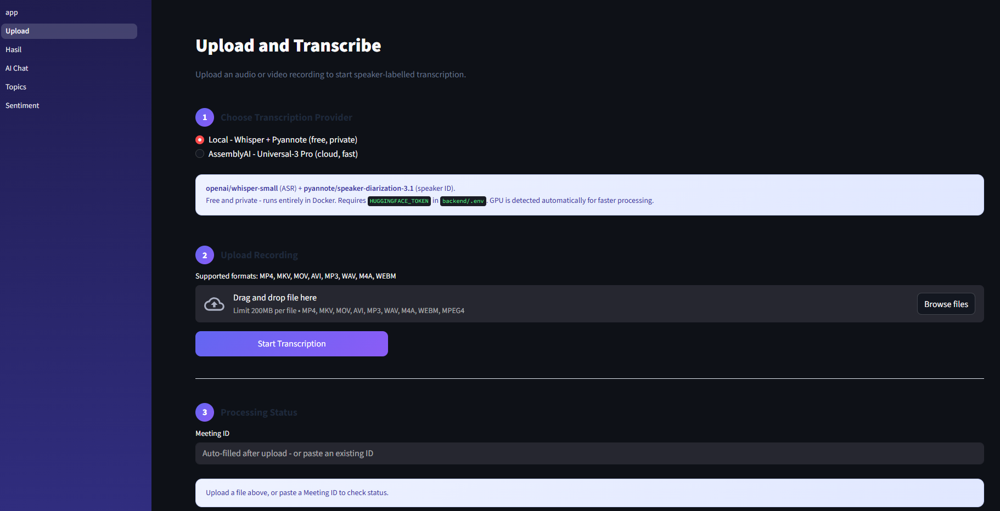 app
Upload
Hasil
AI Chat
Topics
Sentiment
Upload and Transcribe
Upload an audio or video recording to start speaker-labelled transcription.
1 Choose Transcription Provider
Local - Whisper + Pyannote (free, private)
AssemblyAI - Universal-3 Pro (cloud, fast)
openai/whisper-small (ASR) + pyannote/speaker-diarization-3.1 (speaker ID).
Free and private - runs entirely in Docker. Requires HUGGINGFACE_TOKEN in backend/.env. GPU is detected automatically for faster processing.
2 Upload Recording
Supported formats: MP4, MKV, MOV, AVI, MP3, WAV, M4A, WEBM
Drag and drop file here
Limit 200MB per file • MP4, MKV, MOV, AVI, MP3, WAV, M4A, WEBM, MPEG4
Browse files
Start Transcription
3 Processing Status
Meeting ID
Auto-filled after upload - or paste an existing ID
Upload a file above, or paste a Meeting ID to check status.